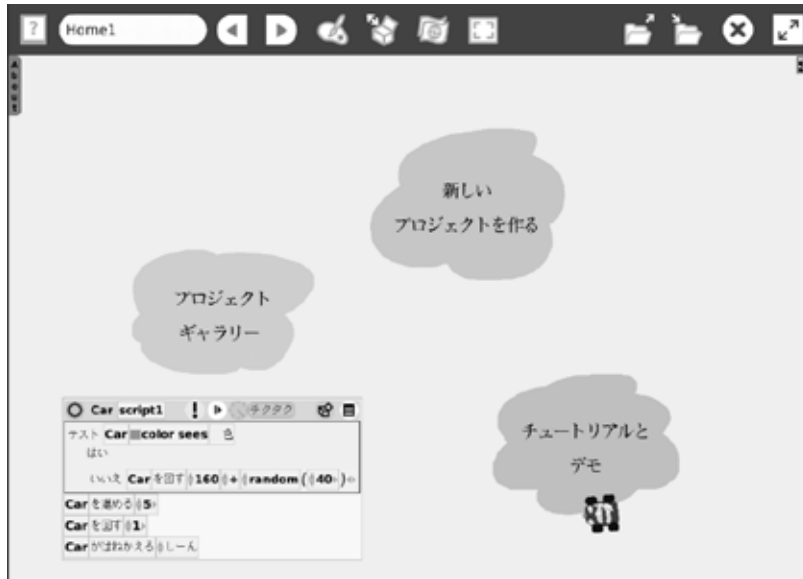 ?
Home1
About
新しい
プロジェクトを作る
プロジェクト
ギャラリー
Car script1 ! チクタク
テスト Car color sees 色
はい
いいえ Car を回す 160 + random ( 40 )
Car を進める 5
Car を回す 1
Car がはねかえる しーん
チュートリアルと
デモ